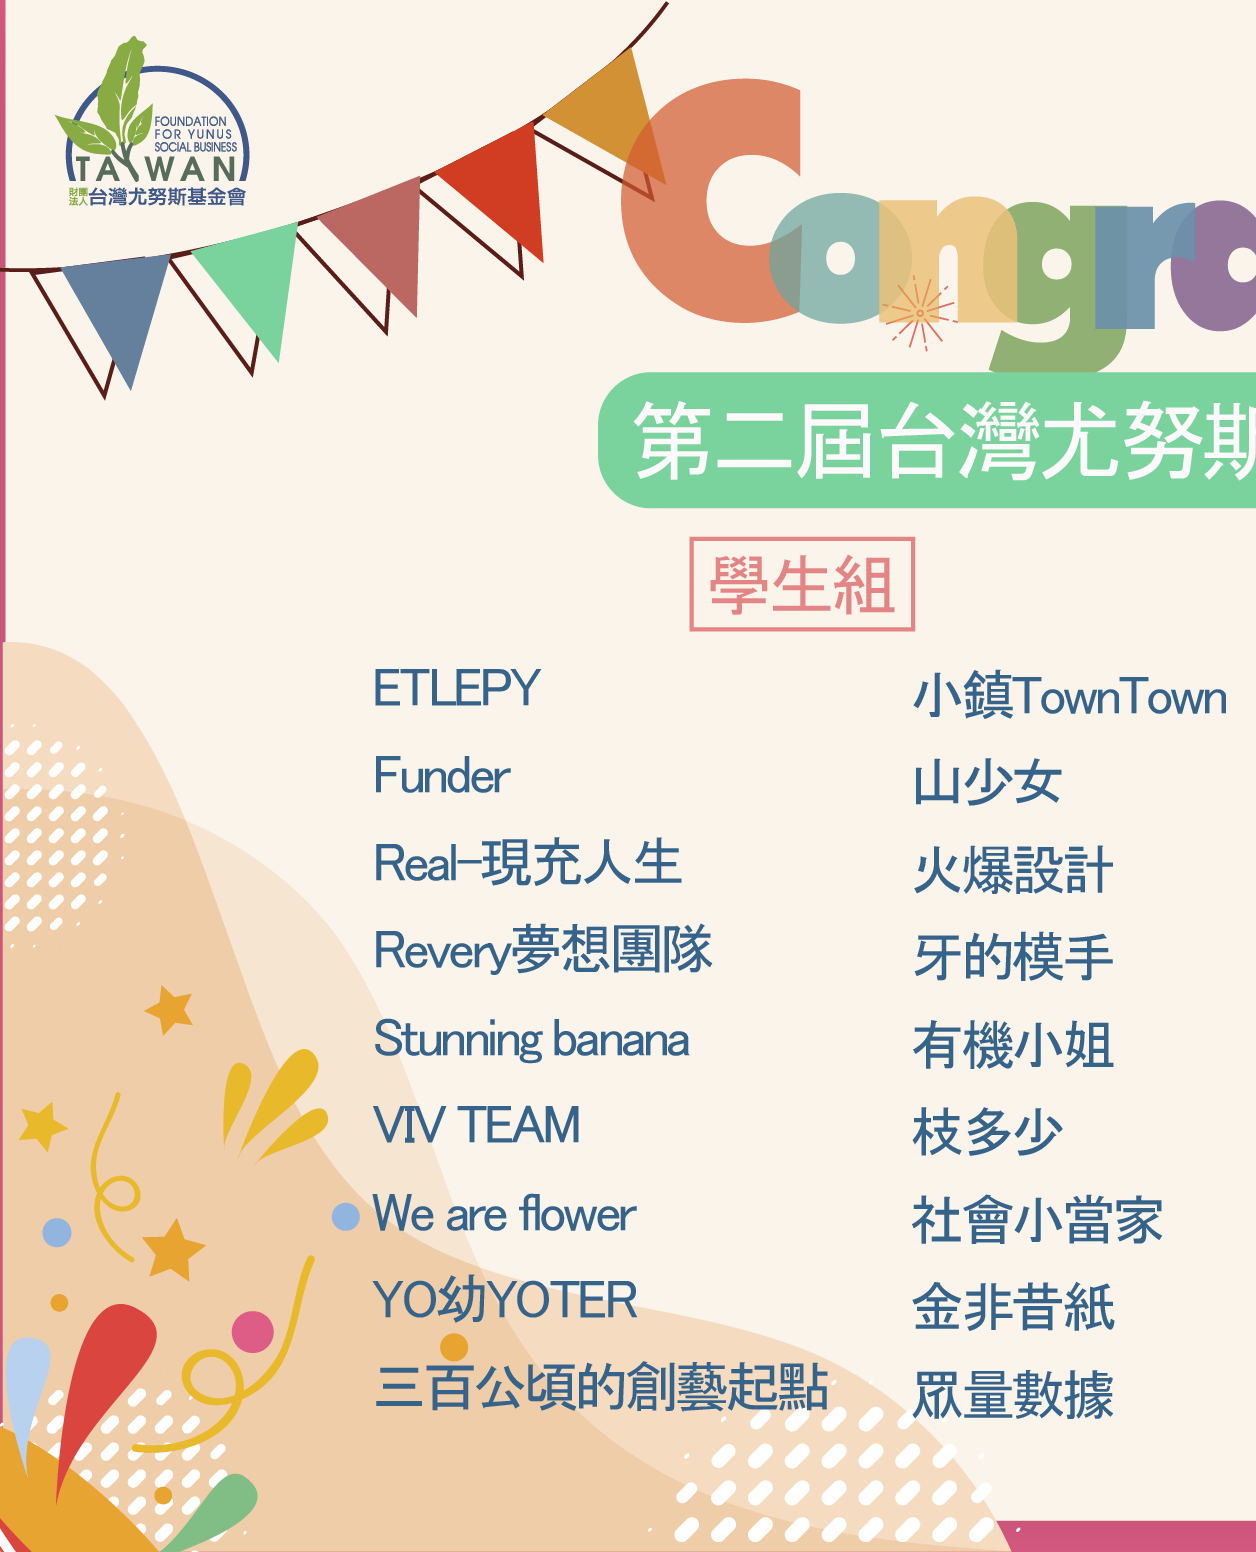 FOUNDATION
FOR YUNUS
SOCIAL BUSINESS
TAIWAN
財團法人台灣尤努斯基金會
Congra
第二屆台灣尤努斯
學生組
ETLEPY
Funder
Real-現充人生
Revery夢想團隊
Stunning banana
VIV TEAM
We are flower
YO幼YOTER
三百公頃的創藝起點
小鎮TownTown
山少女
火爆設計
牙的模手
有機小姐
枝多少
社會小當家
金非昔紙
眾量數據